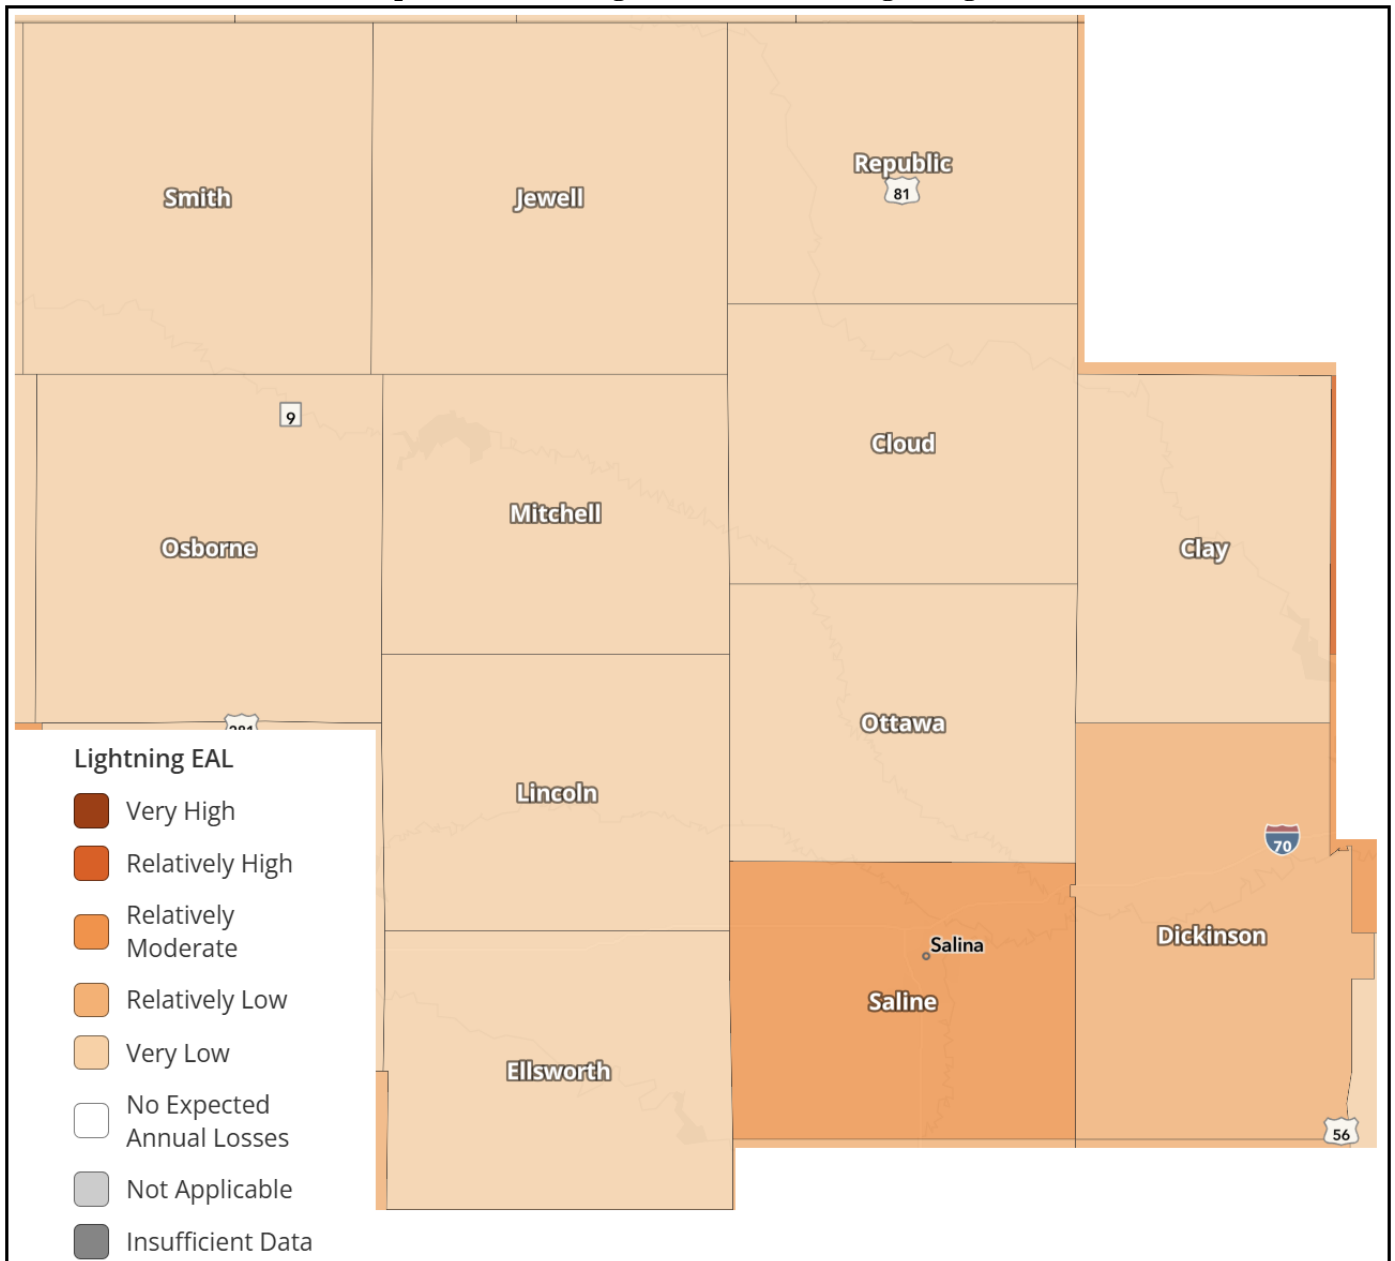 Republic
81
Smith
Jewell
9
Cloud
Mitchell
Osborne
Clay
Ottawa
281
Lincoln
70
Dickinson
Salina
Saline
Ellsworth
56
Lightning EAL
Very High
Relatively High
Relatively
Moderate
Relatively Low
Very Low
No Expected
Annual Losses
Not Applicable
Insufficient Data